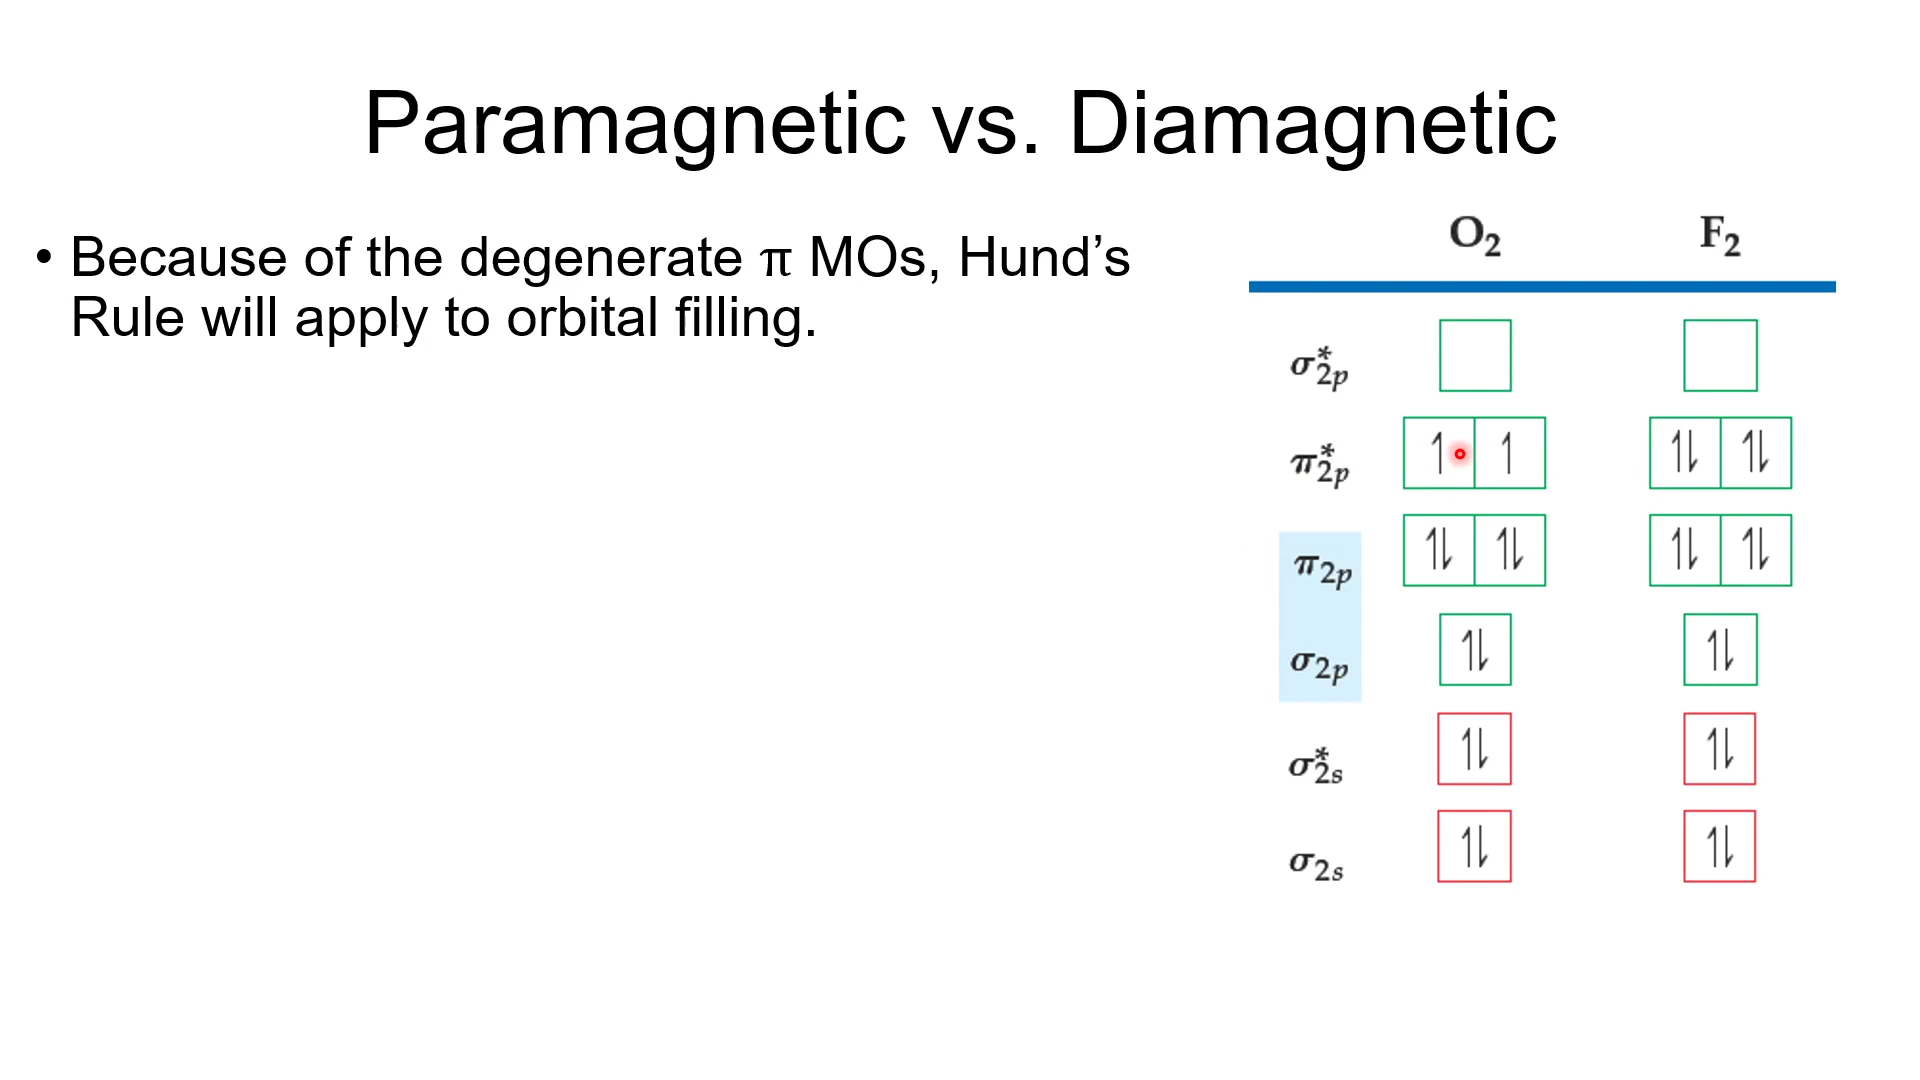 Paramagnetic vs. Diamagnetic
• Because of the degenerate π MOs, Hund’s
Rule will apply to orbital filling.
O₂ F₂
σ*₂p
π*₂p ↿ ↿ ↿⇂ ↿⇂
π₂p ↿⇂ ↿⇂ ↿⇂ ↿⇂
σ₂p ↿⇂ ↿⇂
σ*₂s ↿⇂ ↿⇂
σ₂s ↿⇂ ↿⇂